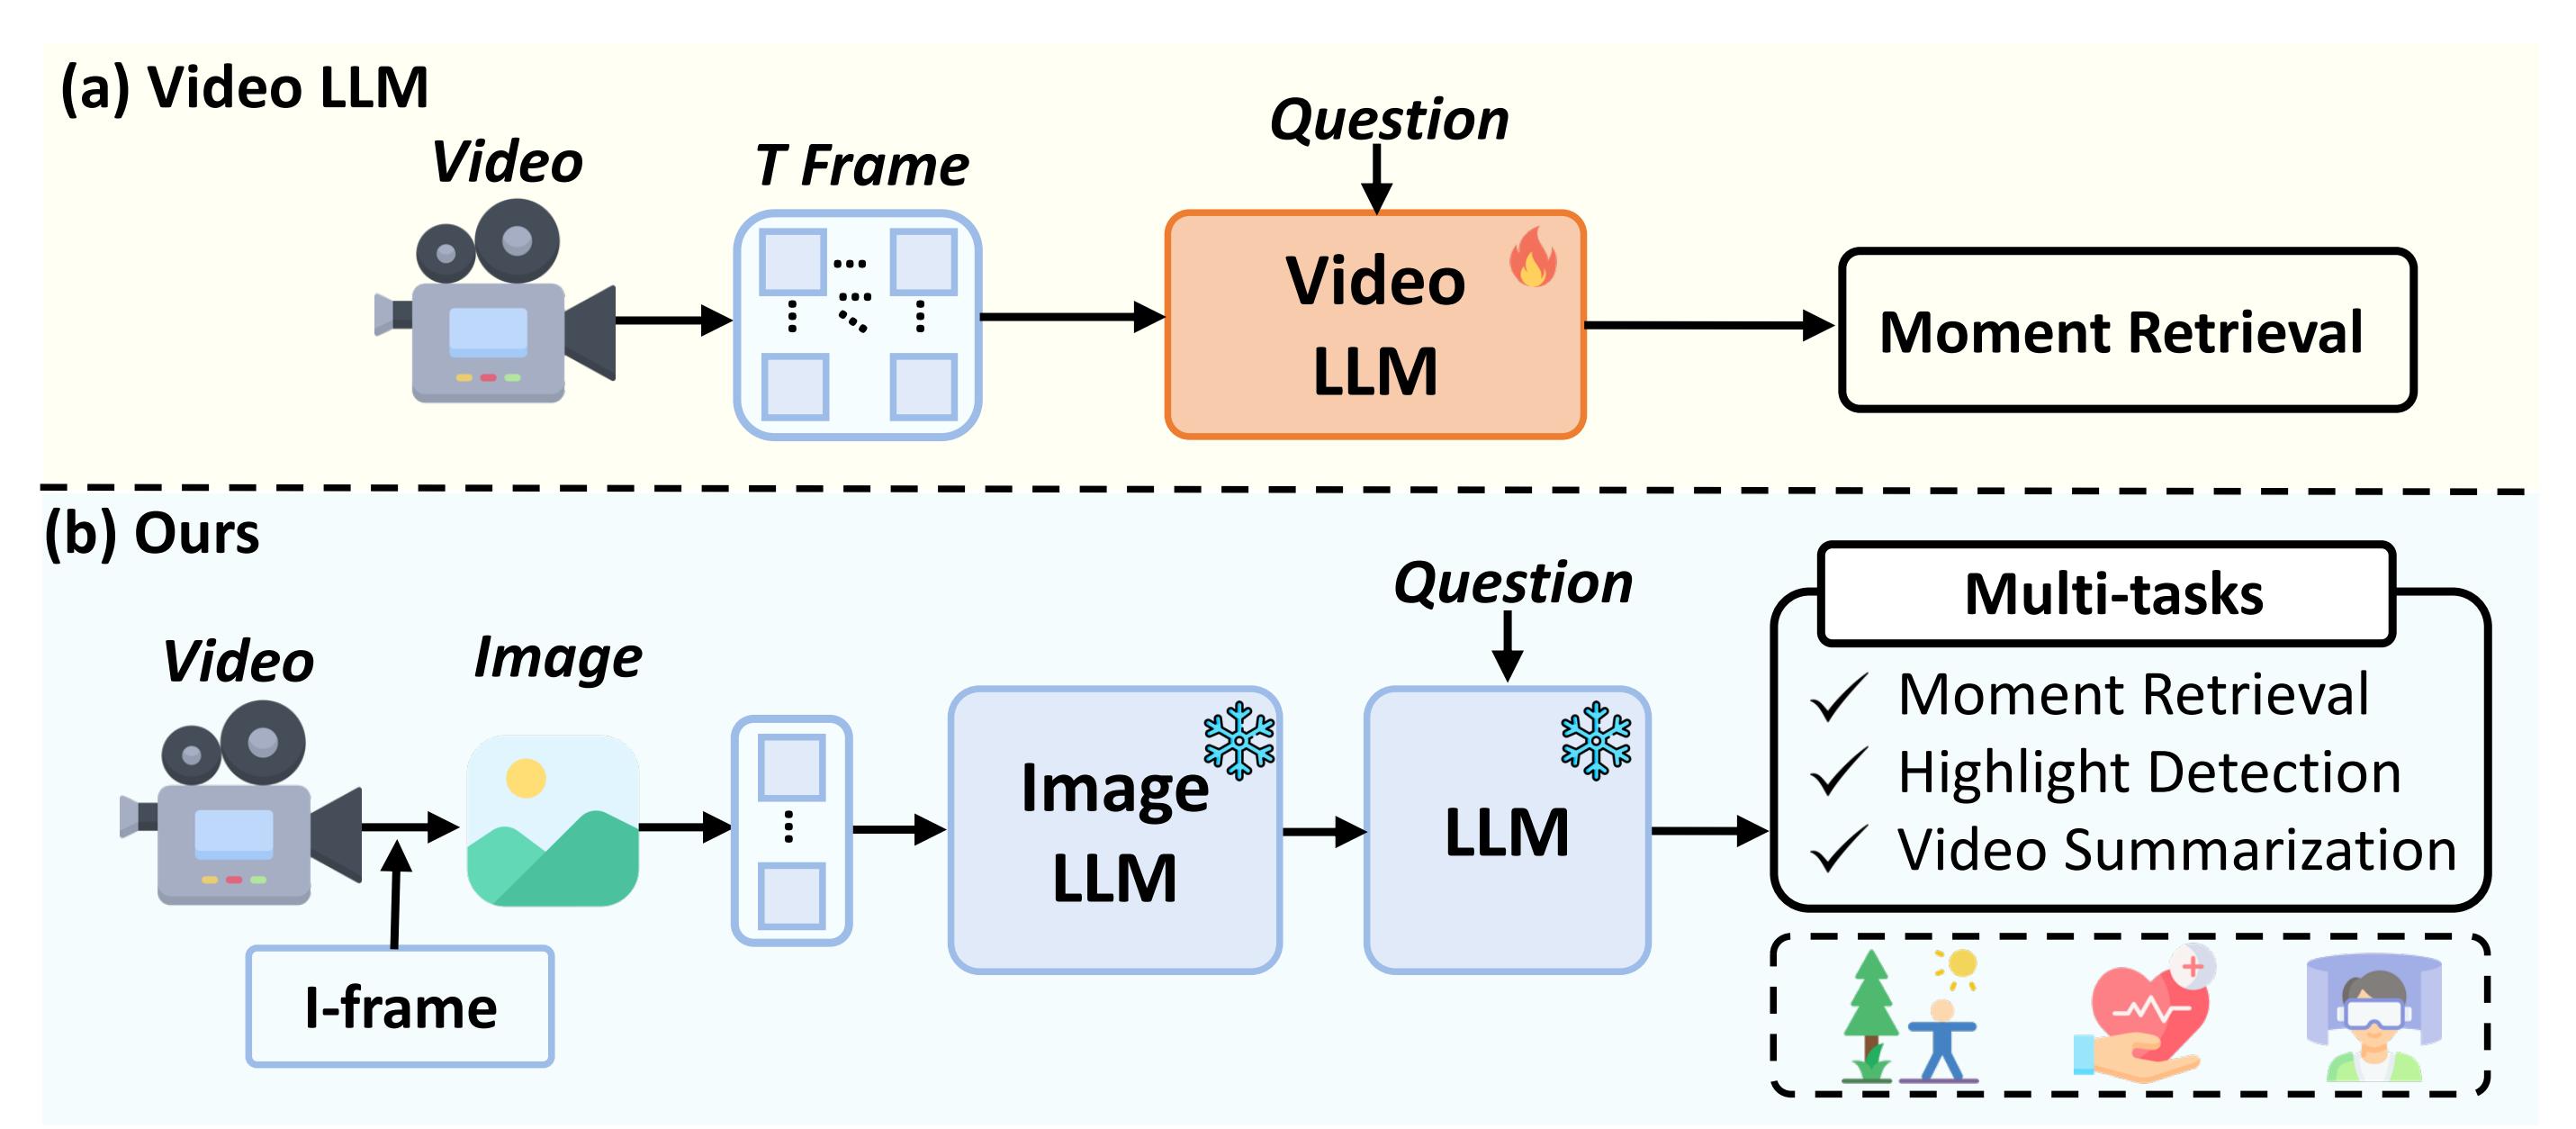 (a) Video LLM
Video
T Frame
Question
Video
LLM
Moment Retrieval
(b) Ours
Video
Image
I-frame
Image
LLM
Question
LLM
Multi-tasks
Moment Retrieval
Highlight Detection
Video Summarization